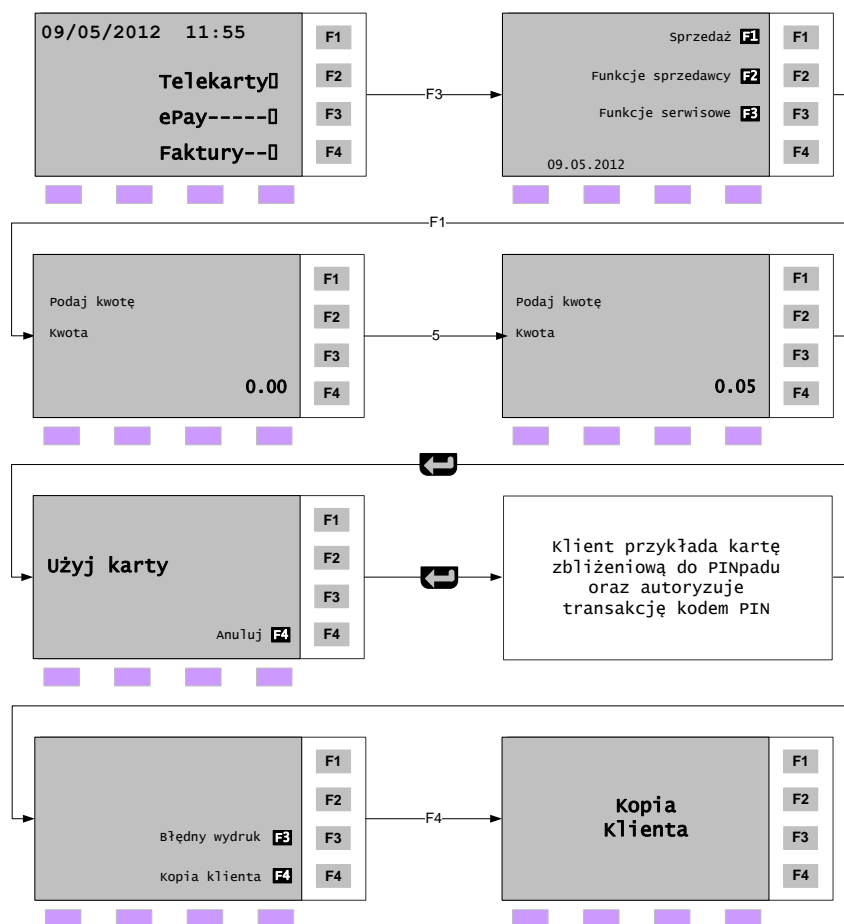 09/05/2012 11:55
F1
Telekarty▯
F2
ePay-----▯
F3
Faktury--▯
F4
F3
Sprzedaż F1
F1
Funkcje sprzedawcy F2
F2
Funkcje serwisowe F3
F3
09.05.2012
F4
F1
Podaj kwotę
Kwota
0.00
F1
F2
F3
F4
5
Podaj kwotę
Kwota
0.05
F1
F2
F3
F4
Użyj karty
Anuluj F4
F1
F2
F3
F4
Klient przykłada kartę
zbliżeniową do PINpadu
oraz autoryzuje
transakcję kodem PIN
Błędny wydruk F3
Kopia klienta F4
F1
F2
F3
F4
F4
Kopia
Klienta
F1
F2
F3
F4